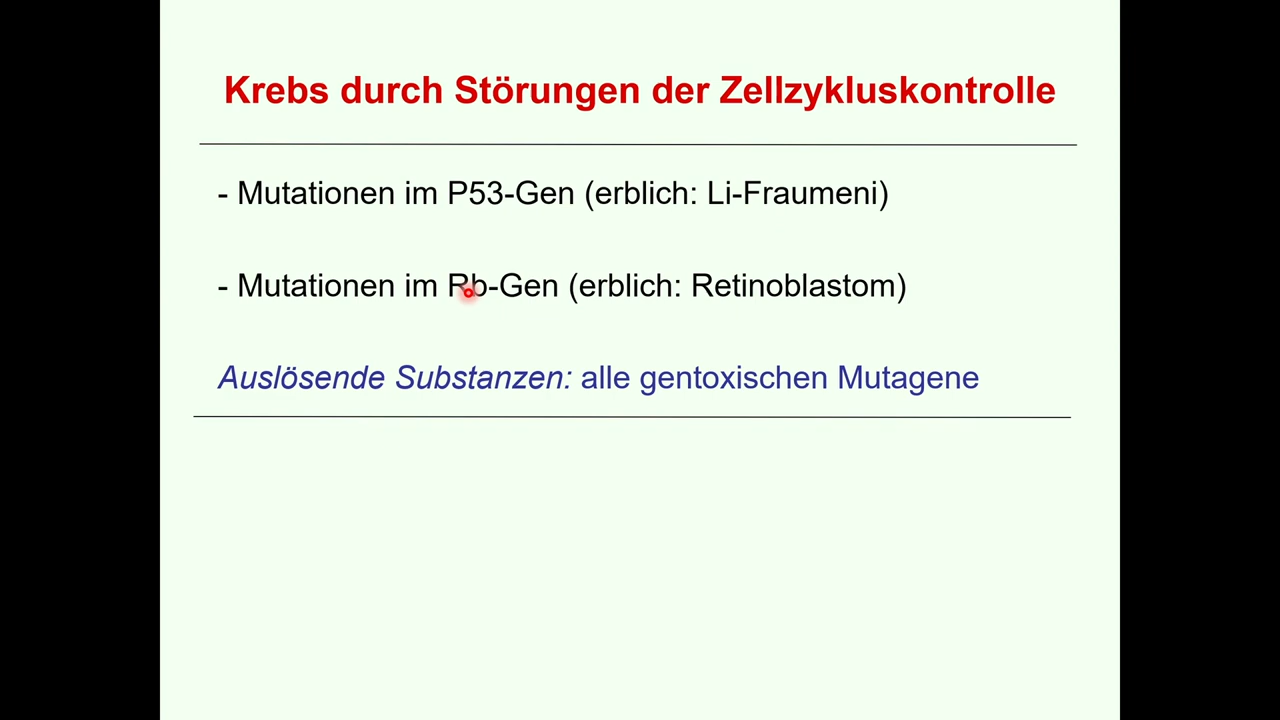 Krebs durch Störungen der Zellzykluskontrolle
- Mutationen im P53-Gen (erblich: Li-Fraumeni)
- Mutationen im Rb-Gen (erblich: Retinoblastom)
Auslösende Substanzen: alle gentoxischen Mutagene